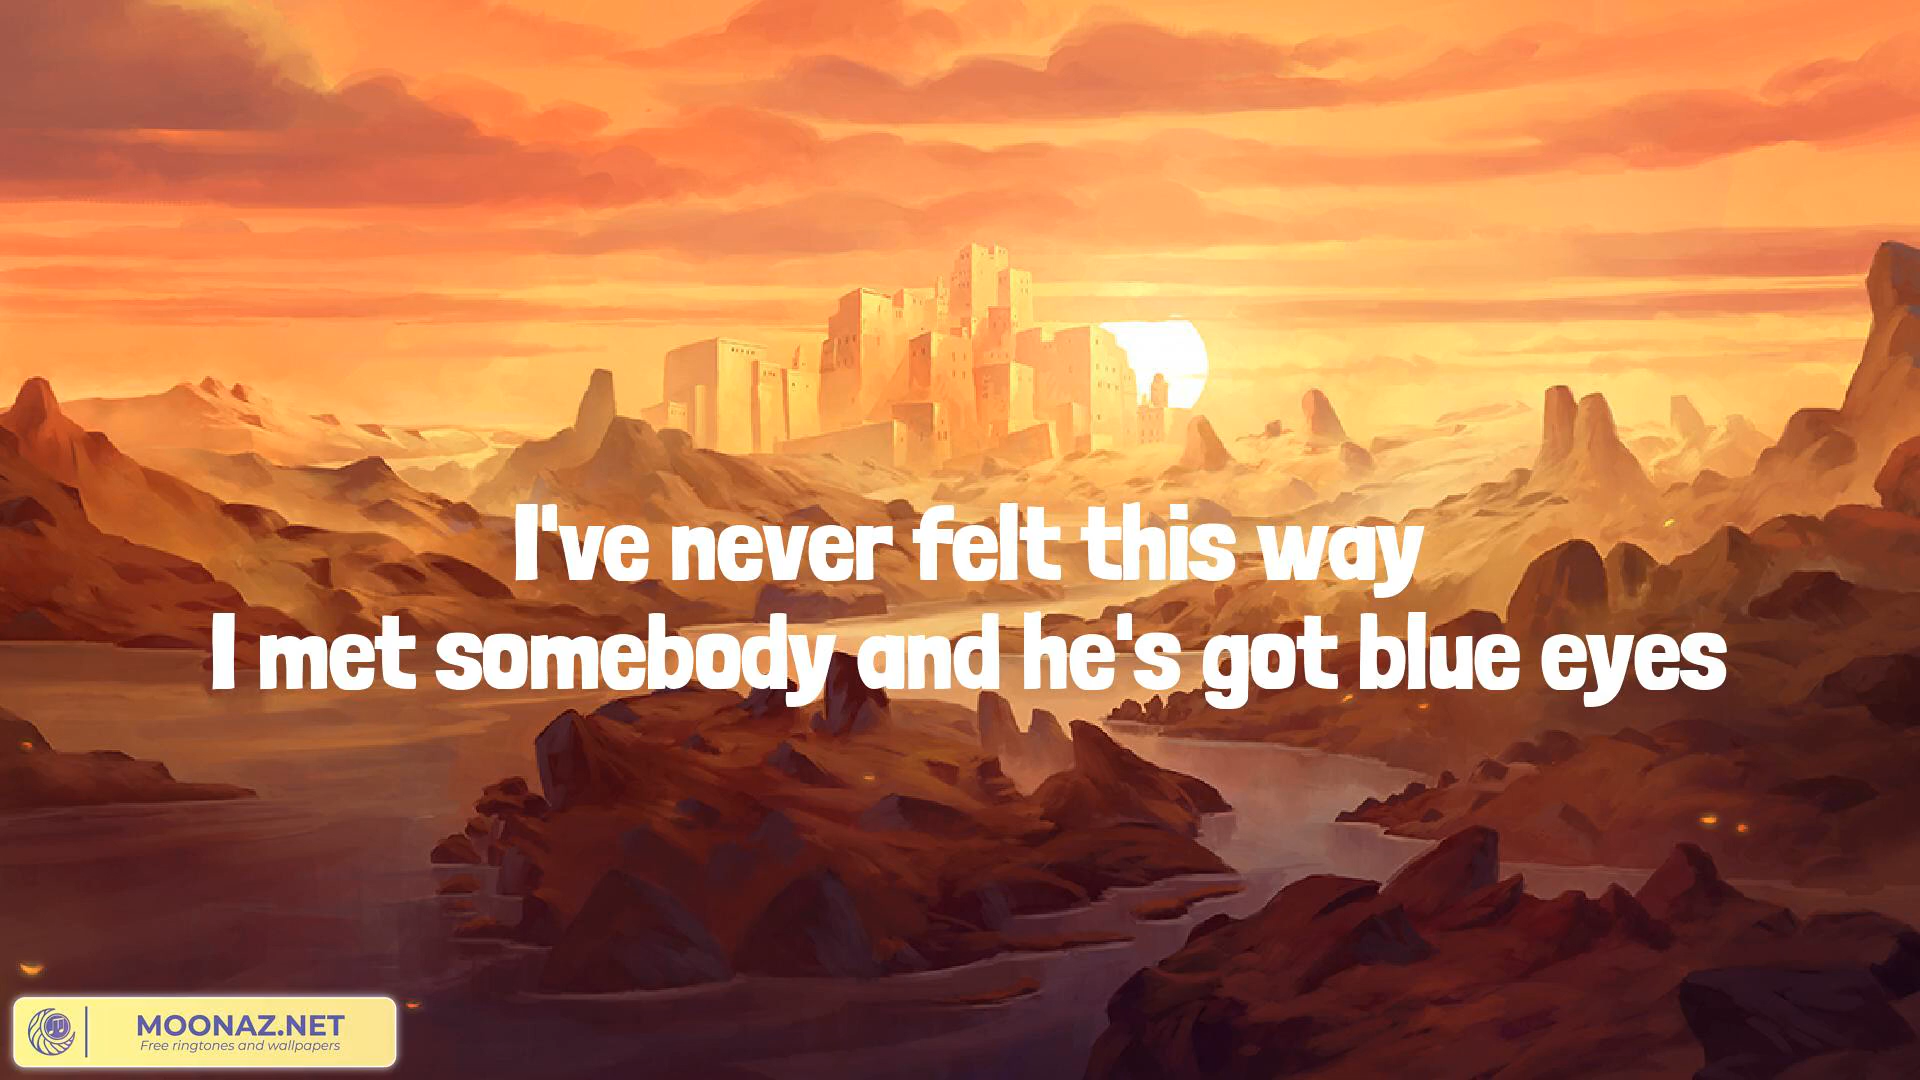 I've never felt this way
I met somebody and he's got blue eyes
MOONAZ.NET
Free ringtones and wallpapers